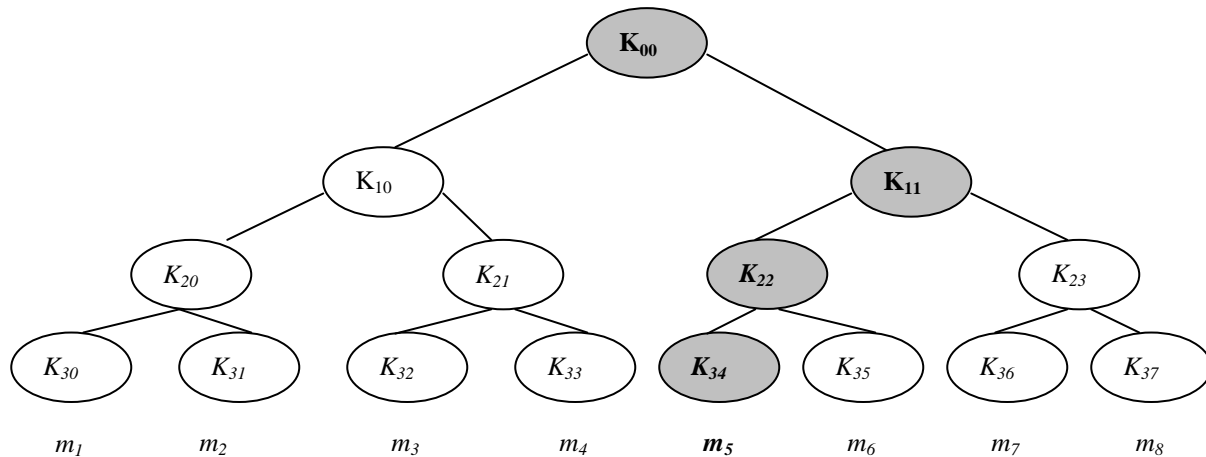 K₀₀
K₁₀ K₁₁
K₂₀ K₂₁ K₂₂ K₂₃
K₃₀ K₃₁ K₃₂ K₃₃ K₃₄ K₃₅ K₃₆ K₃₇
m₁ m₂ m₃ m₄ m₅ m₆ m₇ m₈